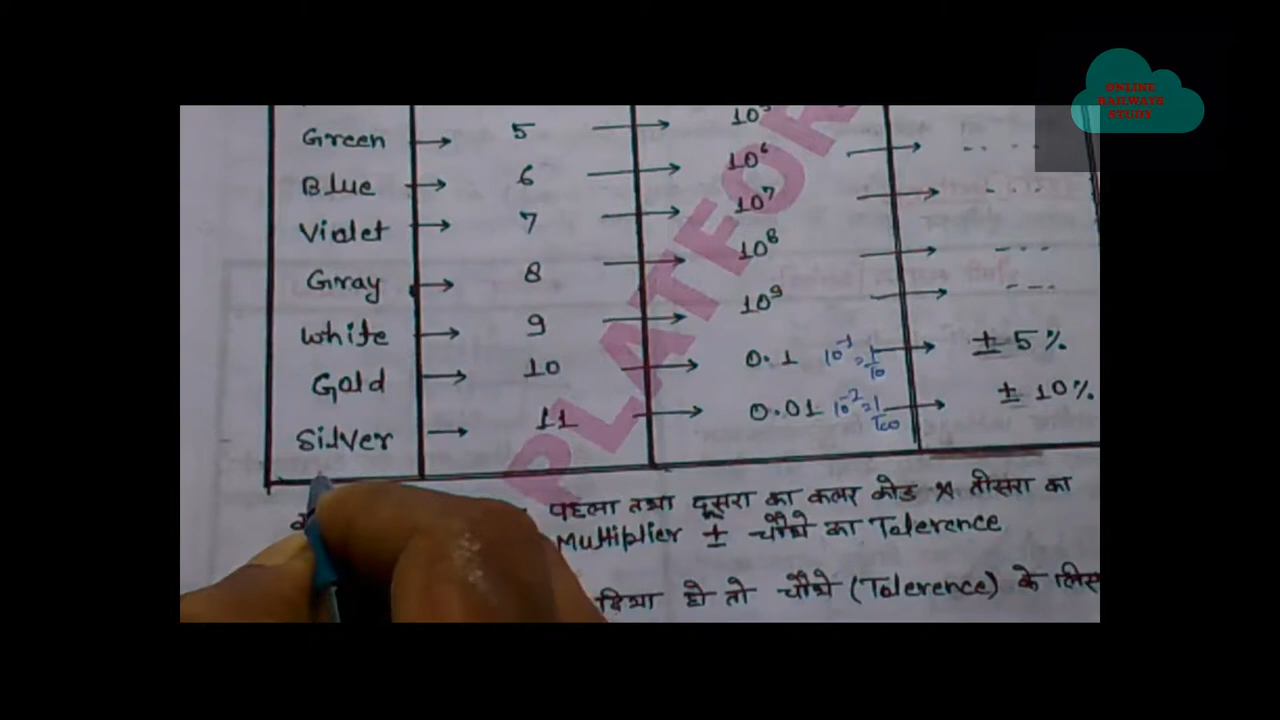 ONLINE
RAILWAYS
STUDY
Green → 5 → 10⁵ → - - - -
Blue → 6 → 10⁶ → - - - -
Violet → 7 → 10⁷
Gray → 8 → 10⁸ → - - -
White → 9 → 10⁹ → - - -
Gold → 10 → 0.1 10⁻¹=1/10 → ± 5%
Silver → 11 → 0.01 10⁻²=1/100 → ± 10%
PLATFOR
पहला तथा दूसरा का कलर कोड × तीसरा का
Multiplier ± चौथे का Tolerence
दिया हो तो चौथे (Tolerence) के लिए